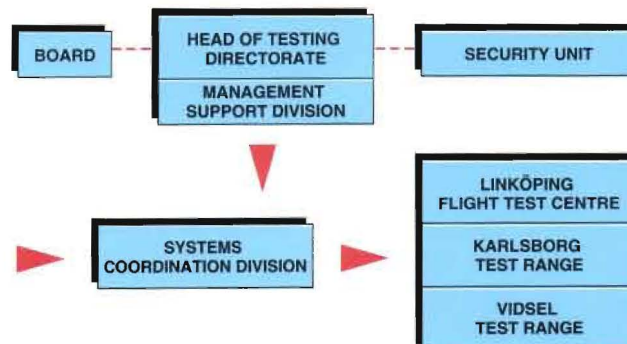 BOARD
HEAD OF TESTING
DIRECTORATE
MANAGEMENT
SUPPORT DIVISION
SECURITY UNIT
SYSTEMS
COORDINATION DIVISION
LINKÖPING
FLIGHT TEST CENTRE
KARLSBORG
TEST RANGE
VIDSEL
TEST RANGE